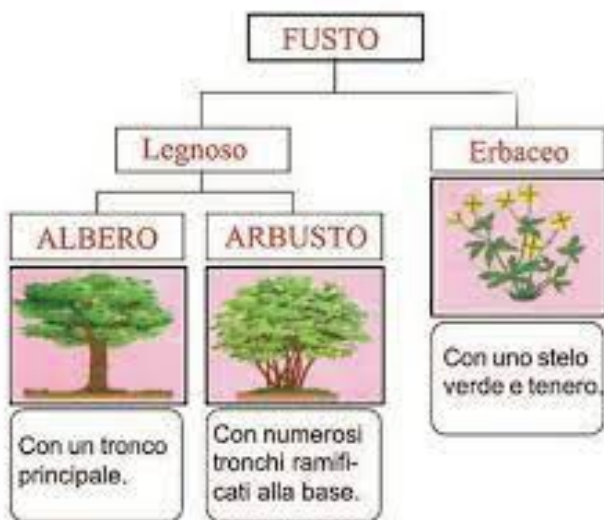 FUSTO
Legnoso
Erbaceo
ALBERO
ARBUSTO
Con un tronco
principale.
Con numerosi
tronchi ramifi-
cati alla base.
Con uno stelo
verde e tenero.